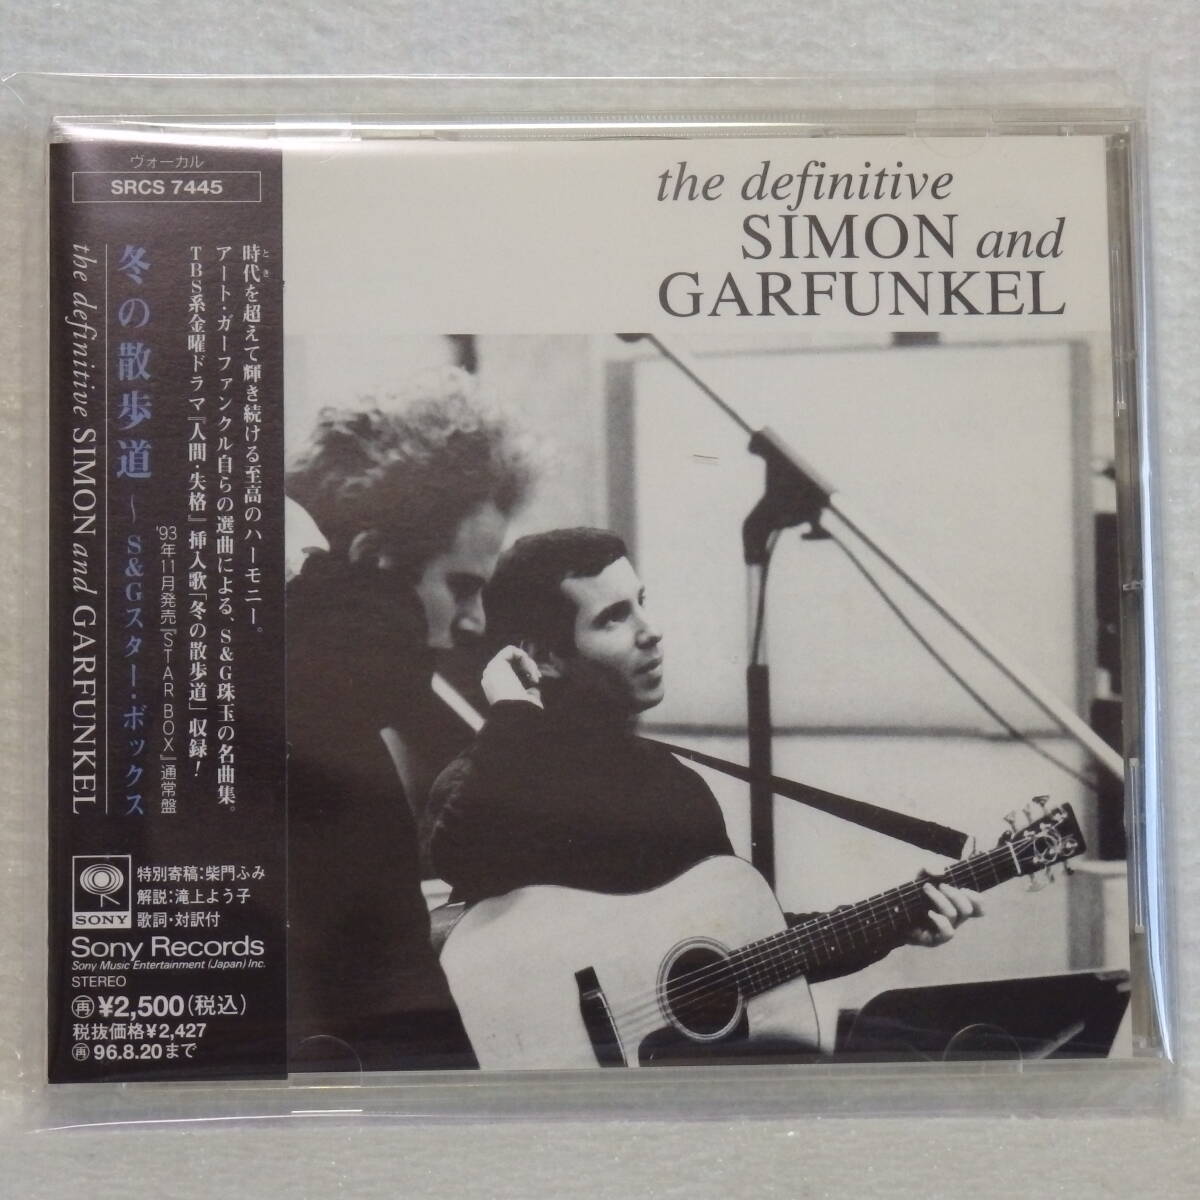 ヴォーカル
SRCS 7445
時代を超えて輝き続ける至高のハーモニー。
とき
アート・ガーファンクル自らの選曲による、S&G珠玉の名曲集。
TBS系金曜ドラマ『人間・失格』挿入歌「冬の散歩道」収録!
'93年11月発売『STAR BOX』通常盤
冬の散歩道〜S&Gスター・ボックス
the definitive SIMON and GARFUNKEL
SONY
特別寄稿:柴門ふみ
解説:滝上よう子
歌詞・対訳付
Sony Records
Sony Music Entertainment (Japan) Inc.
STEREO
再¥2,500(税込)
税抜価格¥2,427
再96.8.20まで
the definitive
SIMON and
GARFUNKEL